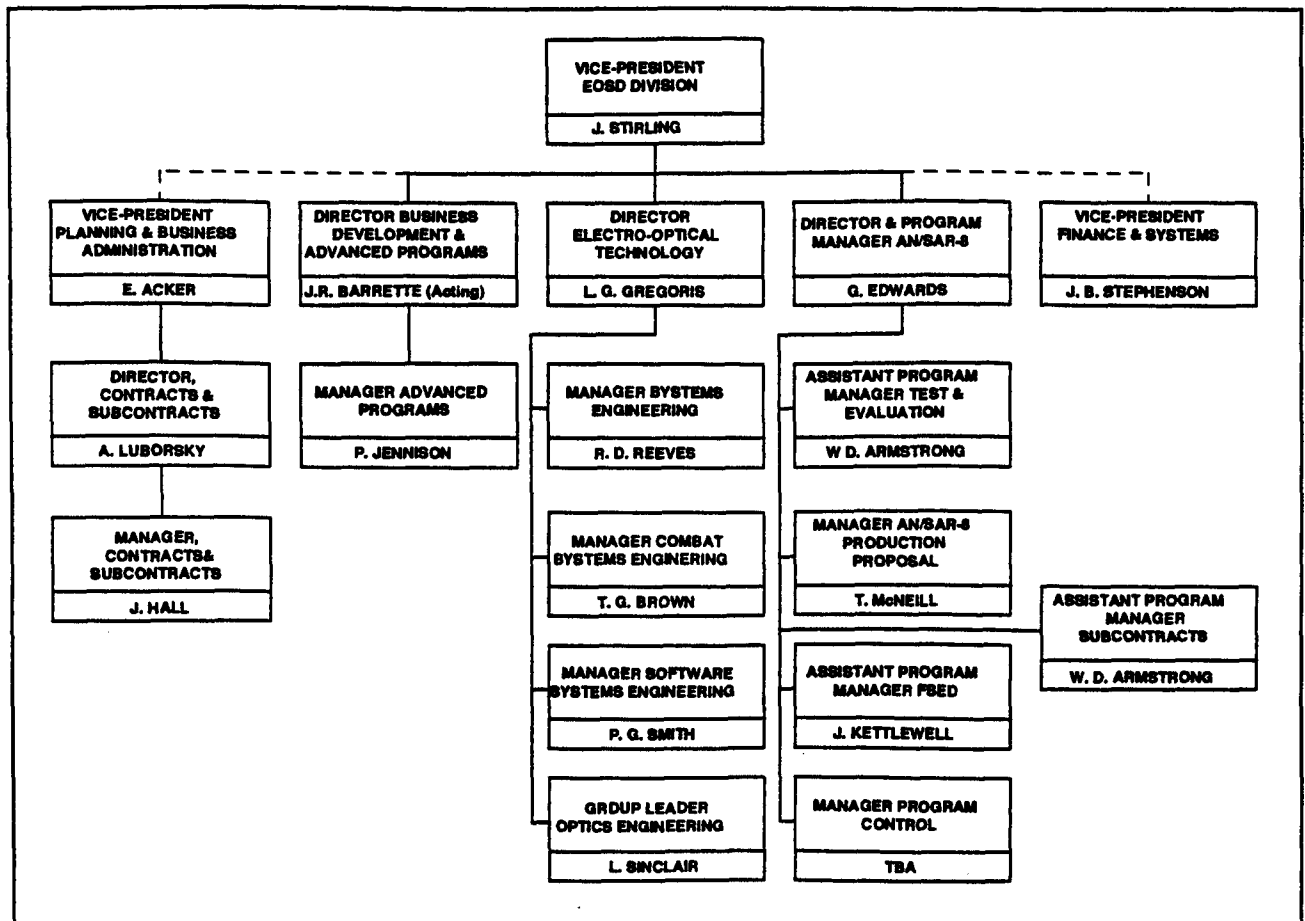 VICE-PRESIDENT
EOSD DIVISION
J. STIRLING
VICE-PRESIDENT
PLANNING & BUSINESS
ADMINISTRATION
E. ACKER
DIRECTOR BUSINESS
DEVELOPMENT &
ADVANCED PROGRAMS
J.R. BARRETTE (Acting)
DIRECTOR
ELECTRO-OPTICAL
TECHNOLOGY
L. G. GREGORIS
DIRECTOR & PROGRAM
MANAGER AN/SAR-8
G. EDWARDS
VICE-PRESIDENT
FINANCE & SYSTEMS
J. B. STEPHENSON
DIRECTOR,
CONTRACTS &
SUBCONTRACTS
A. LUBORSKY
MANAGER ADVANCED
PROGRAMS
P. JENNISON
MANAGER SYSTEMS
ENGINEERING
R. D. REEVES
ASSISTANT PROGRAM
MANAGER TEST &
EVALUATION
W D. ARMSTRONG
MANAGER,
CONTRACTS&
SUBCONTRACTS
J. HALL
MANAGER COMBAT
SYSTEMS ENGINERING
T. G. BROWN
MANAGER AN/SAR-8
PRODUCTION
PROPOSAL
T. McNEILL
ASSISTANT PROGRAM
MANAGER
SUBCONTRACTS
W. D. ARMSTRONG
MANAGER SOFTWARE
SYSTEMS ENGINEERING
P. G. SMITH
ASSISTANT PROGRAM
MANAGER FSED
J. KETTLEWELL
GROUP LEADER
OPTICS ENGINEERING
L. SINCLAIR
MANAGER PROGRAM
CONTROL
TBA